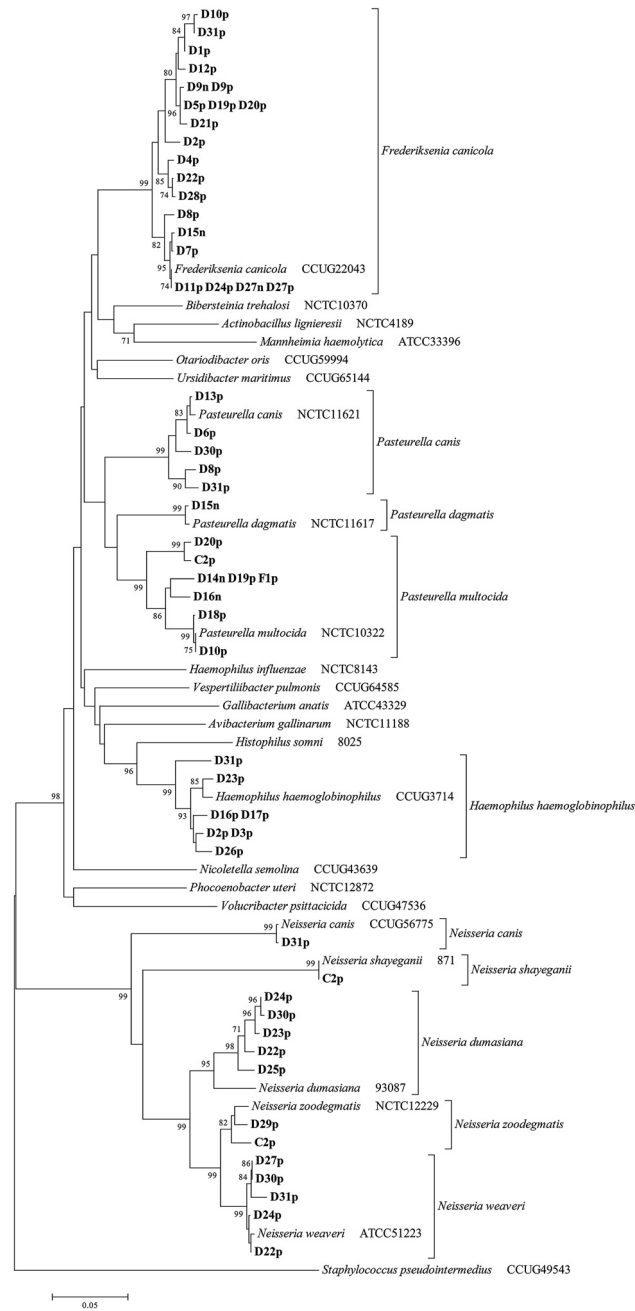 D10p
97
D31p
84
D1p
D12p
80
D9n D9p
D5p D19p D20p
96
D21p
D2p
Frederiksenia canicola
D4p
85
D22p
99
74
D28p
D8p
D15n
82
D7p
95
Frederiksenia canicola CCUG22043
74
D11p D24p D27n D27p
Bibersteinia trehalosi NCTC10370
Actinobacillus lignieresii NCTC4189
71
Mannheimia haemolytica ATCC33396
Otariodibacter oris CCUG59994
Ursidibacter maritimus CCUG65144
D13p
83
Pasteurella canis NCTC11621
D6p
Pasteurella canis
99
D30p
D8p
90
D31p
D15n
99
Pasteurella dagmatis
Pasteurella dagmatis NCTC11617
D20p
99
C2p
99
D14n D19p F1p
D16n
Pasteurella multocida
86
D18p
99
Pasteurella multocida NCTC10322
75
D10p
Haemophilus influenzae NCTC8143
Vespertiliibacter pulmonis CCUG64585
Gallibacterium anatis ATCC43329
Avibacterium gallinarum NCTC11188
Histophilus somni 8025
96
D31p
D23p
85
99
Haemophilus haemoglobinophilus CCUG3714
Haemophilus haemoglobinophilus
98
93
D16p D17p
D2p D3p
D26p
Nicoletella semolina CCUG43639
Phocoenobacter uteri NCTC12872
Volucribacter psittacicida CCUG47536
Neisseria canis CCUG56775
99
Neisseria canis
D31p
Neisseria shayeganii 871
99
Neisseria shayeganii
C2p
99
D24p
96
D30p
96
D23p
71
Neisseria dumasiana
D22p
98
D25p
95
Neisseria dumasiana 93087
Neisseria zoodegmatis NCTC12229
82
D29p
Neisseria zoodegmatis
99
C2p
D27p
86
99
D30p
84
D31p
Neisseria weaveri
99
D24p
Neisseria weaveri ATCC51223
D22p
Staphylococcus pseudointermedius CCUG49543
0.05